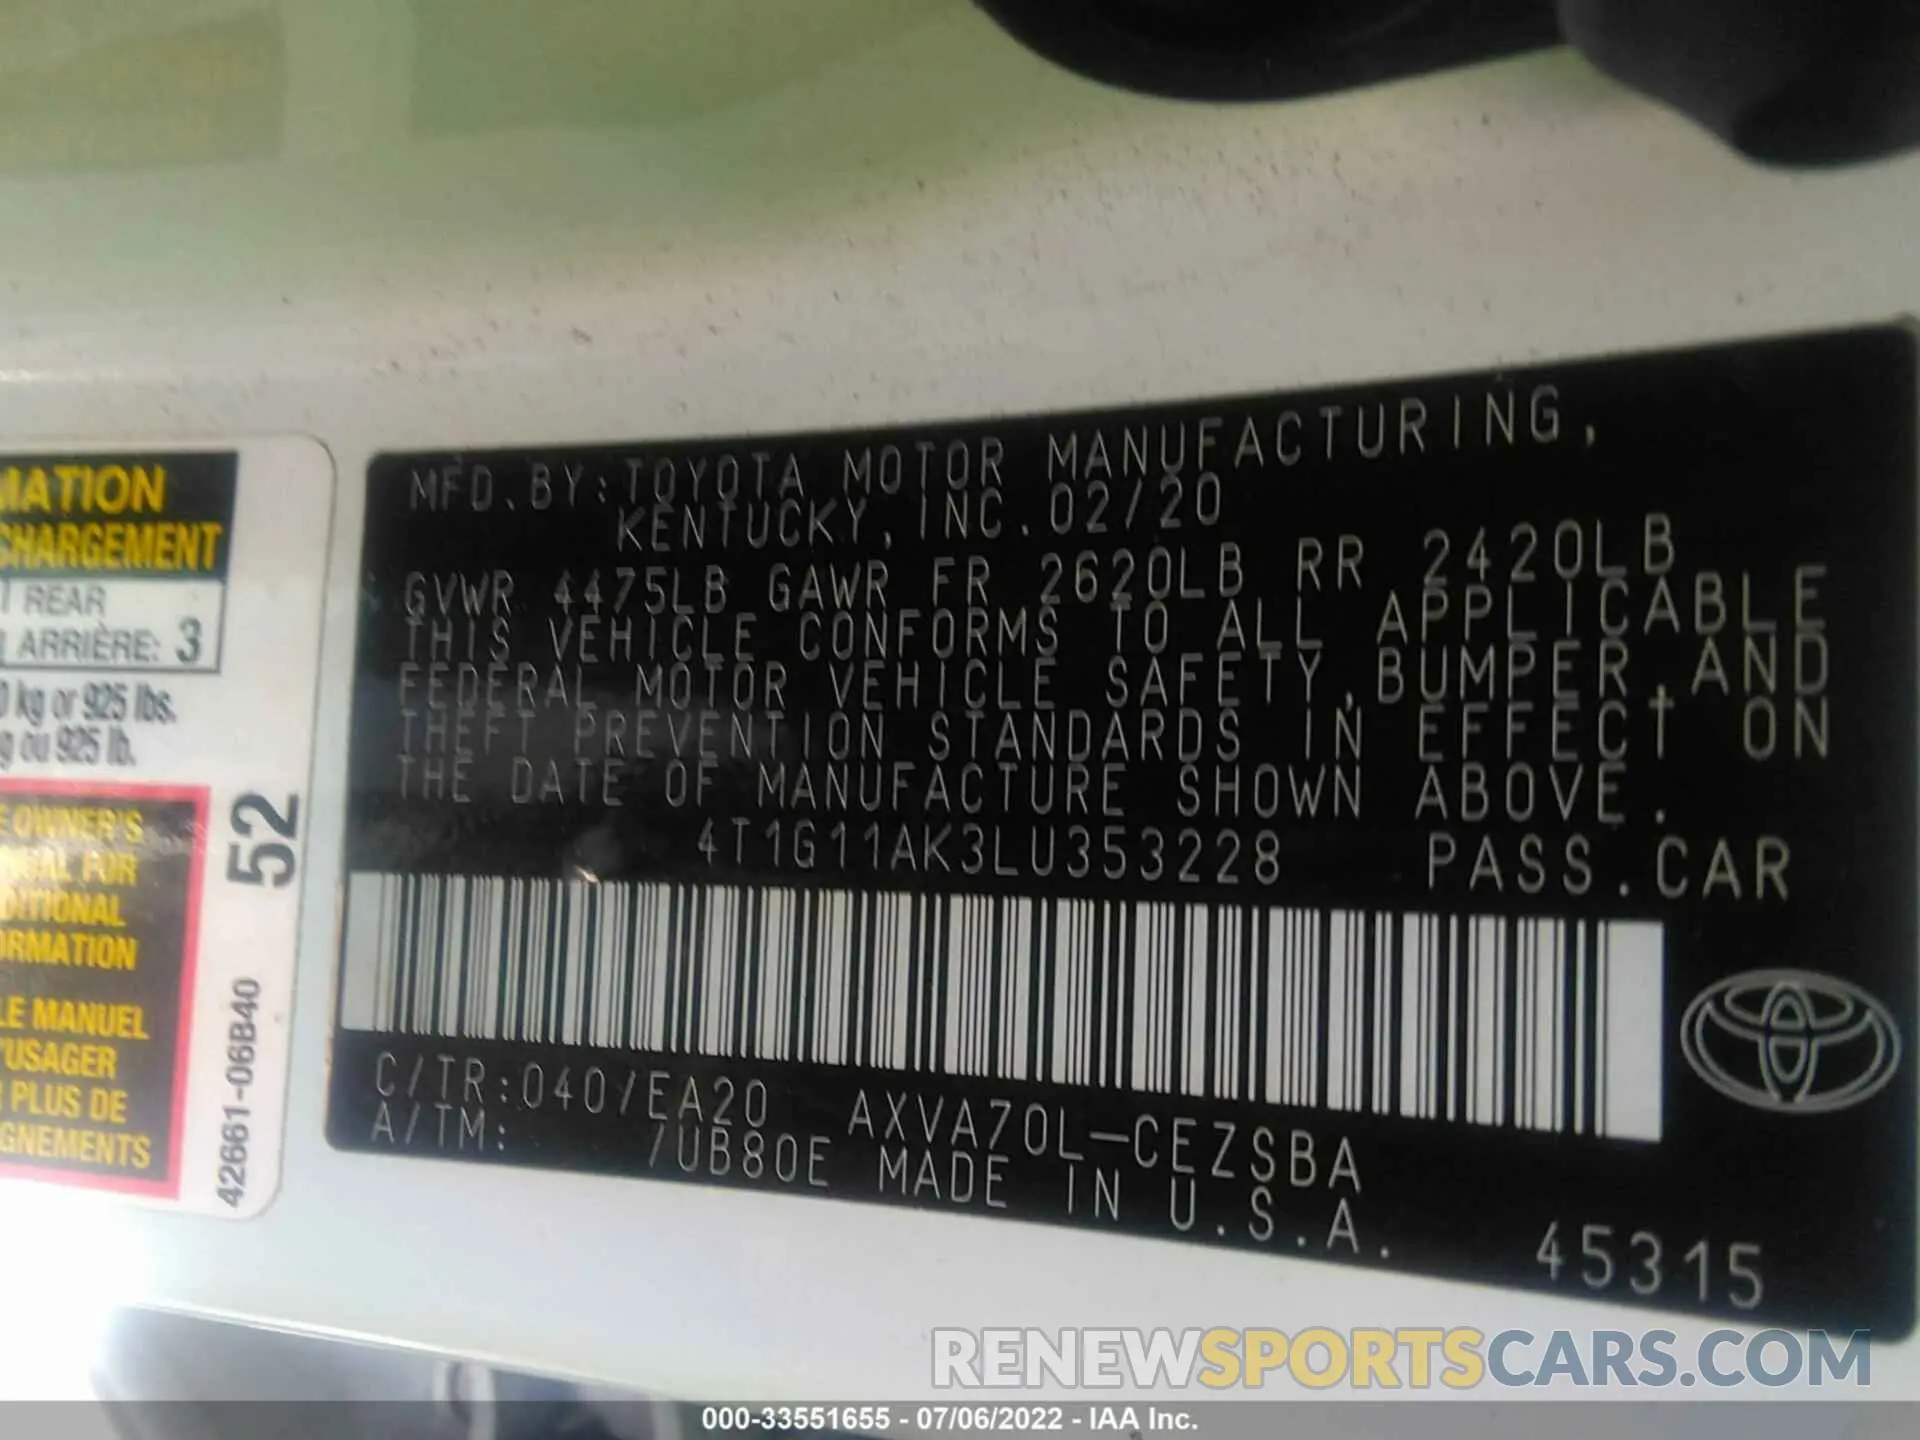 MATION
CHARGEMENT
REAR
ARRIÈRE: 3
0 kg or 925 lbs.
g ou 925 lb.
E OWNER'S
NUAL FOR
DITIONAL
ORMATION
LE MANUEL
'USAGER
R PLUS DE
GNEMENTS
52
42661-06B40
MFD.BY:TOYOTA MOTOR MANUFACTURING,
KENTUCKY,INC.02/20
GVWR 4475LB GAWR FR 2620LB RR 2420LB
THIS VEHICLE CONFORMS TO ALL APPLICABLE
FEDERAL MOTOR VEHICLE SAFETY,BUMPER,AND
THEFT PREVENTION STANDARDS IN EFFECT ON
THE DATE OF MANUFACTURE SHOWN ABOVE.
4T1G11AK3LU353228 PASS.CAR
C/TR:040/EA20 AXVA70L-CEZSBA
A/TM: /UB80E MADE IN U.S.A.
45315
RENEWSPORTSCARS.COM
000-33551655 - 07/06/2022 - IAA Inc.